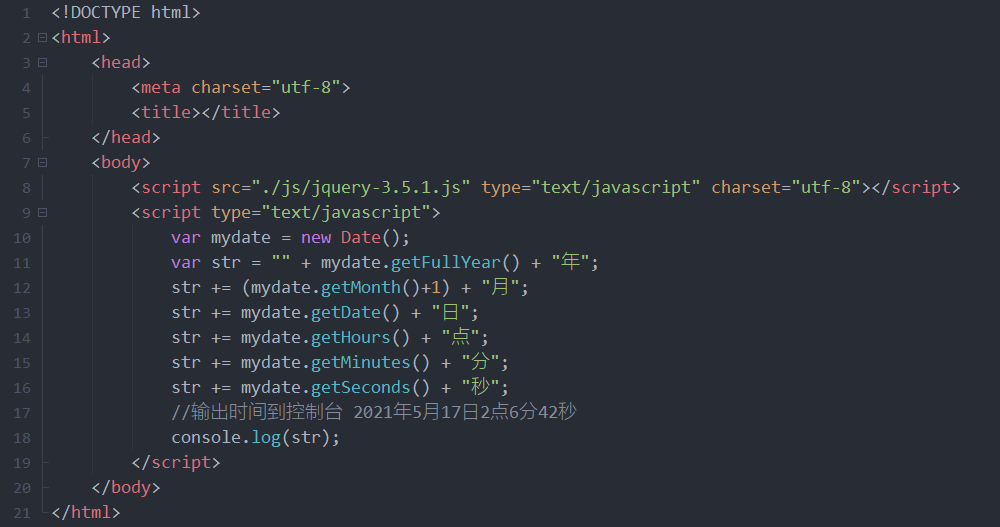 1 <!DOCTYPE html>
2 <html>
3     <head>
4         <meta charset="utf-8">
5         <title></title>
6     </head>
7     <body>
8         <script src="./js/jquery-3.5.1.js" type="text/javascript" charset="utf-8"></script>
9         <script type="text/javascript">
10             var mydate = new Date();
11             var str = "" + mydate.getFullYear() + "年";
12             str += (mydate.getMonth()+1) + "月";
13             str += mydate.getDate() + "日";
14             str += mydate.getHours() + "点";
15             str += mydate.getMinutes() + "分";
16             str += mydate.getSeconds() + "秒";
17             //输出时间到控制台 2021年5月17日2点6分42秒
18             console.log(str);
19         </script>
20     </body>
21 </html>